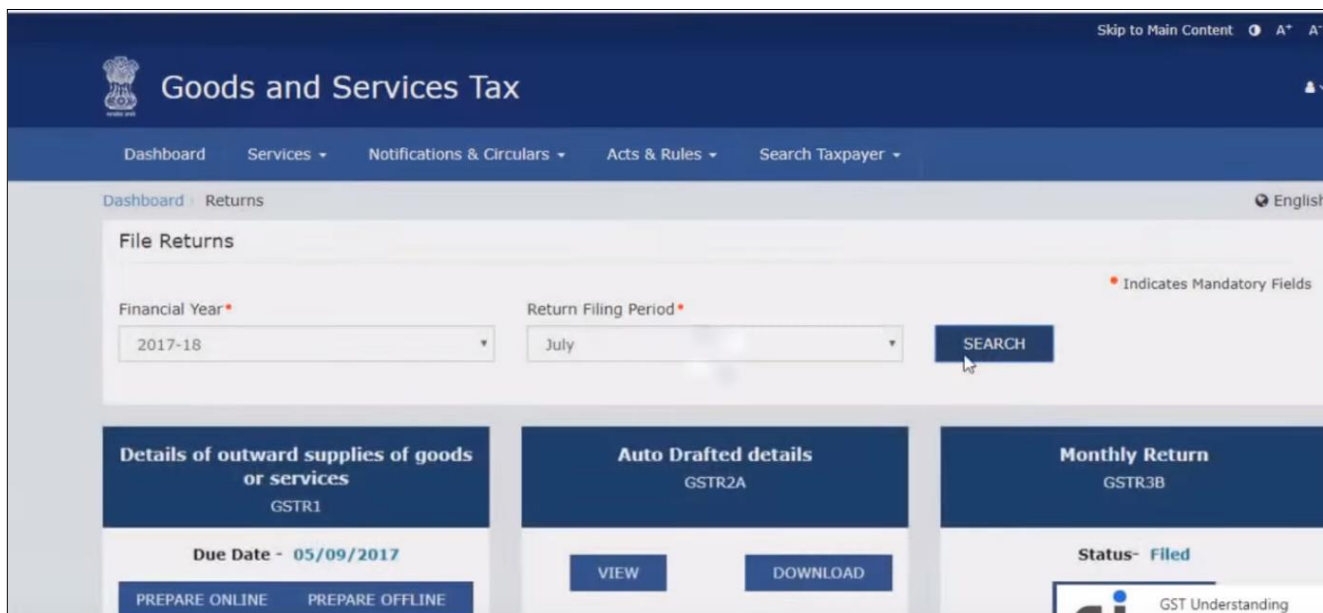 Skip to Main Content A+ A-
Goods and Services Tax
Dashboard Services Notifications & Circulars Acts & Rules Search Taxpayer
Dashboard Returns English
File Returns
• Indicates Mandatory Fields
Financial Year• Return Filing Period•
2017-18 July SEARCH
Details of outward supplies of goods or services
GSTR1
Auto Drafted details
GSTR2A
Monthly Return
GSTR3B
Due Date - 05/09/2017
VIEW DOWNLOAD
Status- Filed
PREPARE ONLINE PREPARE OFFLINE
GST Understanding